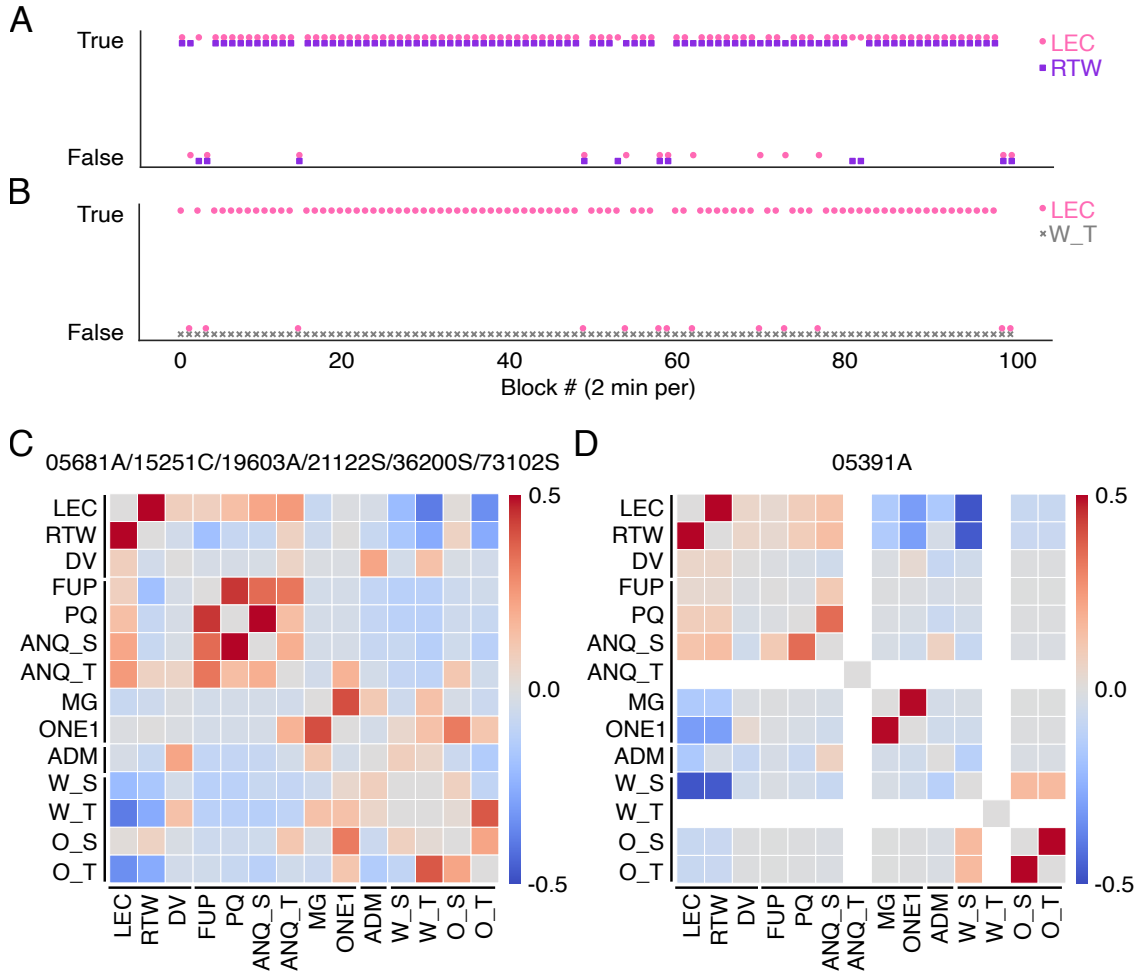 A
True
False
LEC
RTW
B
True
False
LEC
W_T
0 20 40 60 80 100
Block # (2 min per)
C
05681A/15251C/19603A/21122S/36200S/73102S
LEC
RTW
DV
FUP
PQ
ANQ_S
ANQ_T
MG
ONE1
ADM
W_S
W_T
O_S
O_T
LEC RTW DV FUP PQ ANQ_S ANQ_T MG ONE1 ADM W_S W_T O_S O_T
0.5
0.0
-0.5
D
05391A
LEC
RTW
DV
FUP
PQ
ANQ_S
ANQ_T
MG
ONE1
ADM
W_S
W_T
O_S
O_T
LEC RTW DV FUP PQ ANQ_S ANQ_T MG ONE1 ADM W_S W_T O_S O_T
0.5
0.0
-0.5